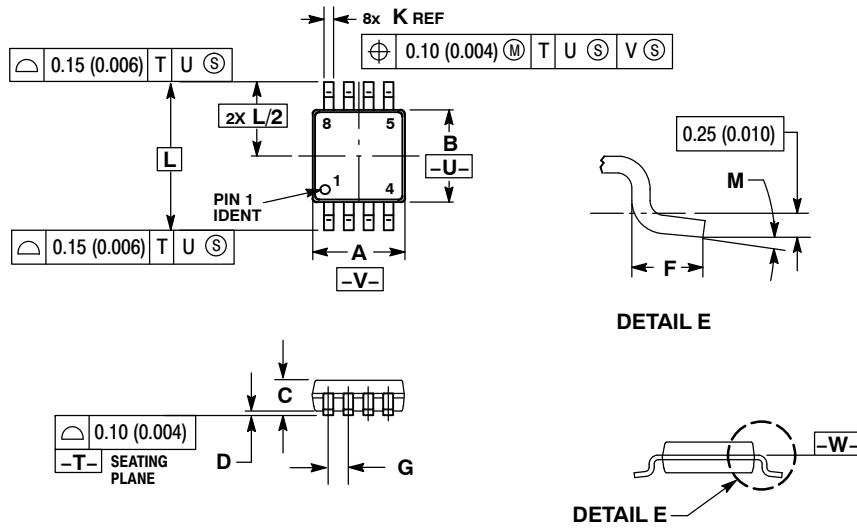 8x K REF
⌖ 0.10 (0.004) Ⓜ T U Ⓢ V Ⓢ
⌓ 0.15 (0.006) T U Ⓢ
2X L/2
L
8 5
B
–U–
1 4
PIN 1
IDENT
⌓ 0.15 (0.006) T U Ⓢ
A
–V–
0.25 (0.010)
M
F
DETAIL E
C
⌓ 0.10 (0.004)
–T– SEATING
PLANE
D
G
–W–
DETAIL E